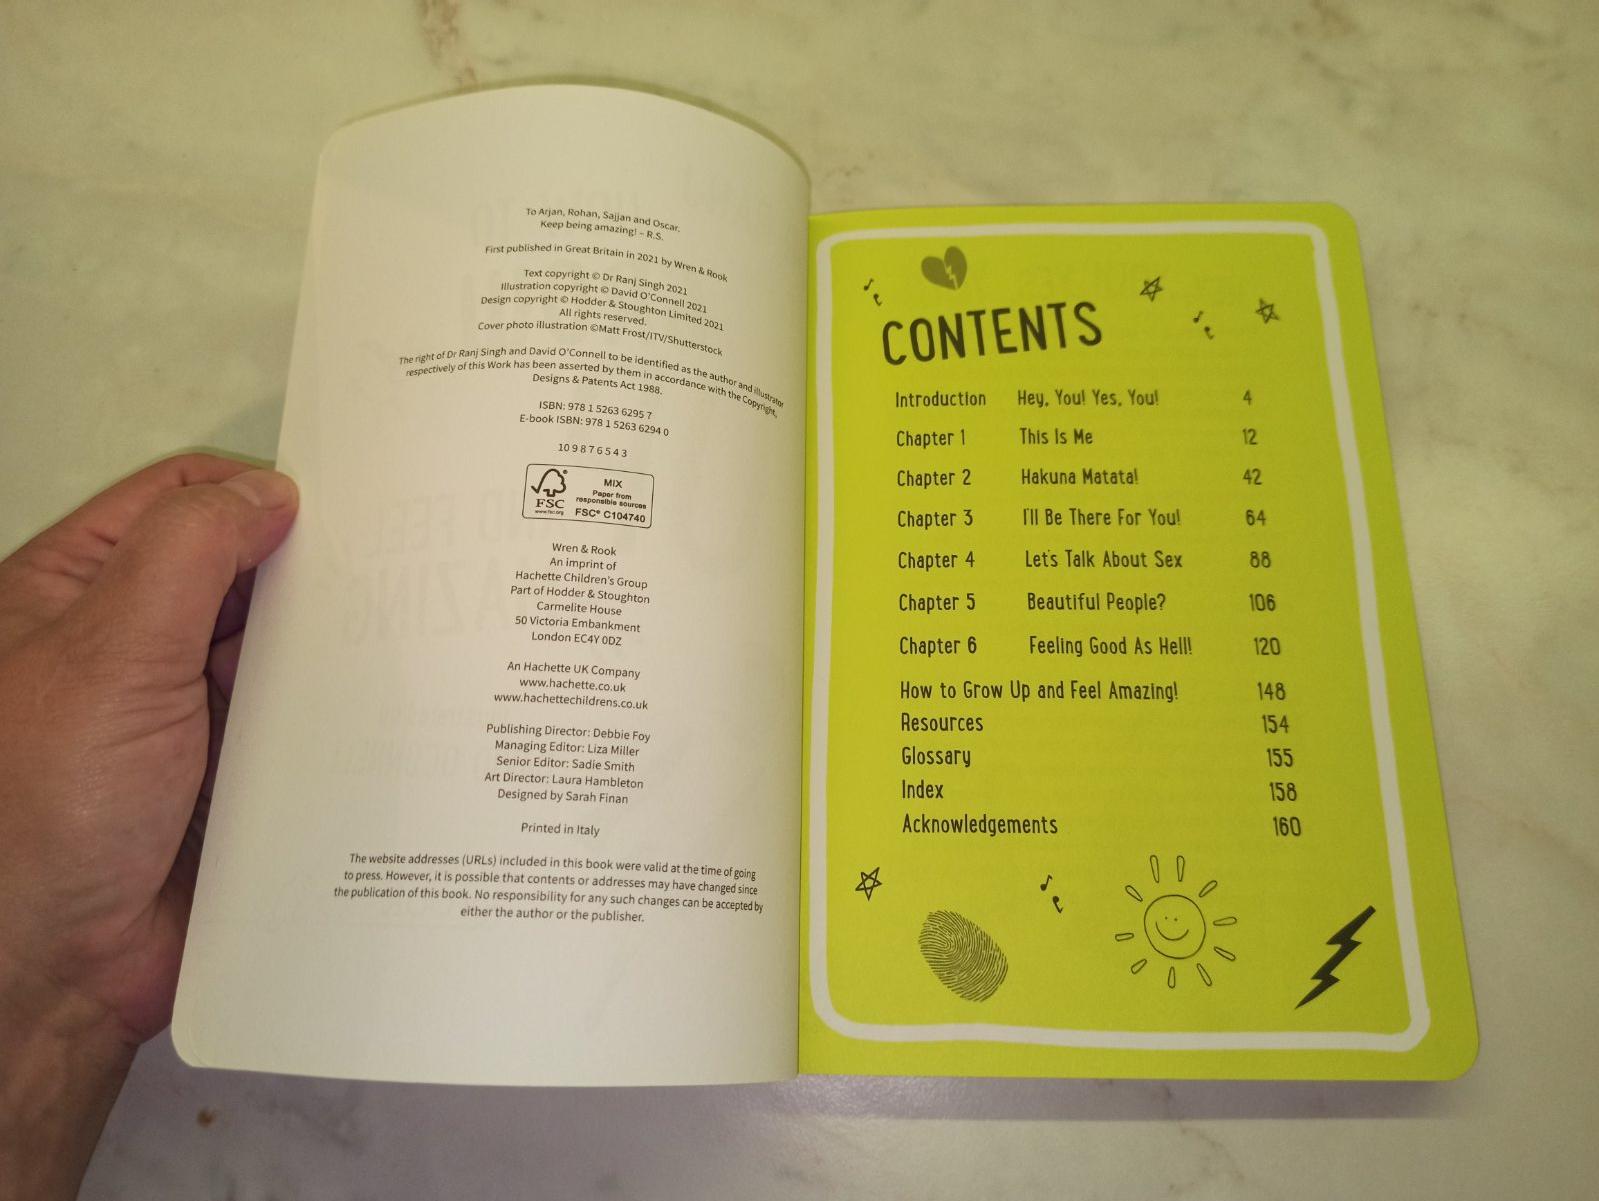 To Arjan, Rohan, Sajjan and Oscar.
Keep being amazing! – R.S.
First published in Great Britain in 2021 by Wren & Rook
Text copyright © Dr Ranj Singh 2021
Illustration copyright © David O'Connell 2021
Design copyright © Hodder & Stoughton Limited 2021
All rights reserved.
Cover photo illustration ©Matt Frost/ITV/Shutterstock
The right of Dr Ranj Singh and David O'Connell to be identified as the author and illustrator
respectively of this Work has been asserted by them in accordance with the Copyright,
Designs & Patents Act 1988.
ISBN: 978 1 5263 6295 7
E-book ISBN: 978 1 5263 6294 0
10 9 8 7 6 5 4 3
FSC
www.fsc.org
MIX
Paper from
responsible sources
FSC® C104740
Wren & Rook
An imprint of
Hachette Children's Group
Part of Hodder & Stoughton
Carmelite House
50 Victoria Embankment
London EC4Y 0DZ
An Hachette UK Company
www.hachette.co.uk
www.hachettechildrens.co.uk
Publishing Director: Debbie Foy
Managing Editor: Liza Miller
Senior Editor: Sadie Smith
Art Director: Laura Hambleton
Designed by Sarah Finan
Printed in Italy
The website addresses (URLs) included in this book were valid at the time of going
to press. However, it is possible that contents or addresses may have changed since
the publication of this book. No responsibility for any such changes can be accepted by
either the author or the publisher.
CONTENTS
Introduction Hey, You! Yes, You! 4
Chapter 1 This Is Me 12
Chapter 2 Hakuna Matata! 42
Chapter 3 I'll Be There For You! 64
Chapter 4 Let's Talk About Sex 88
Chapter 5 Beautiful People? 106
Chapter 6 Feeling Good As Hell! 120
How to Grow Up and Feel Amazing! 148
Resources 154
Glossary 155
Index 158
Acknowledgements 160